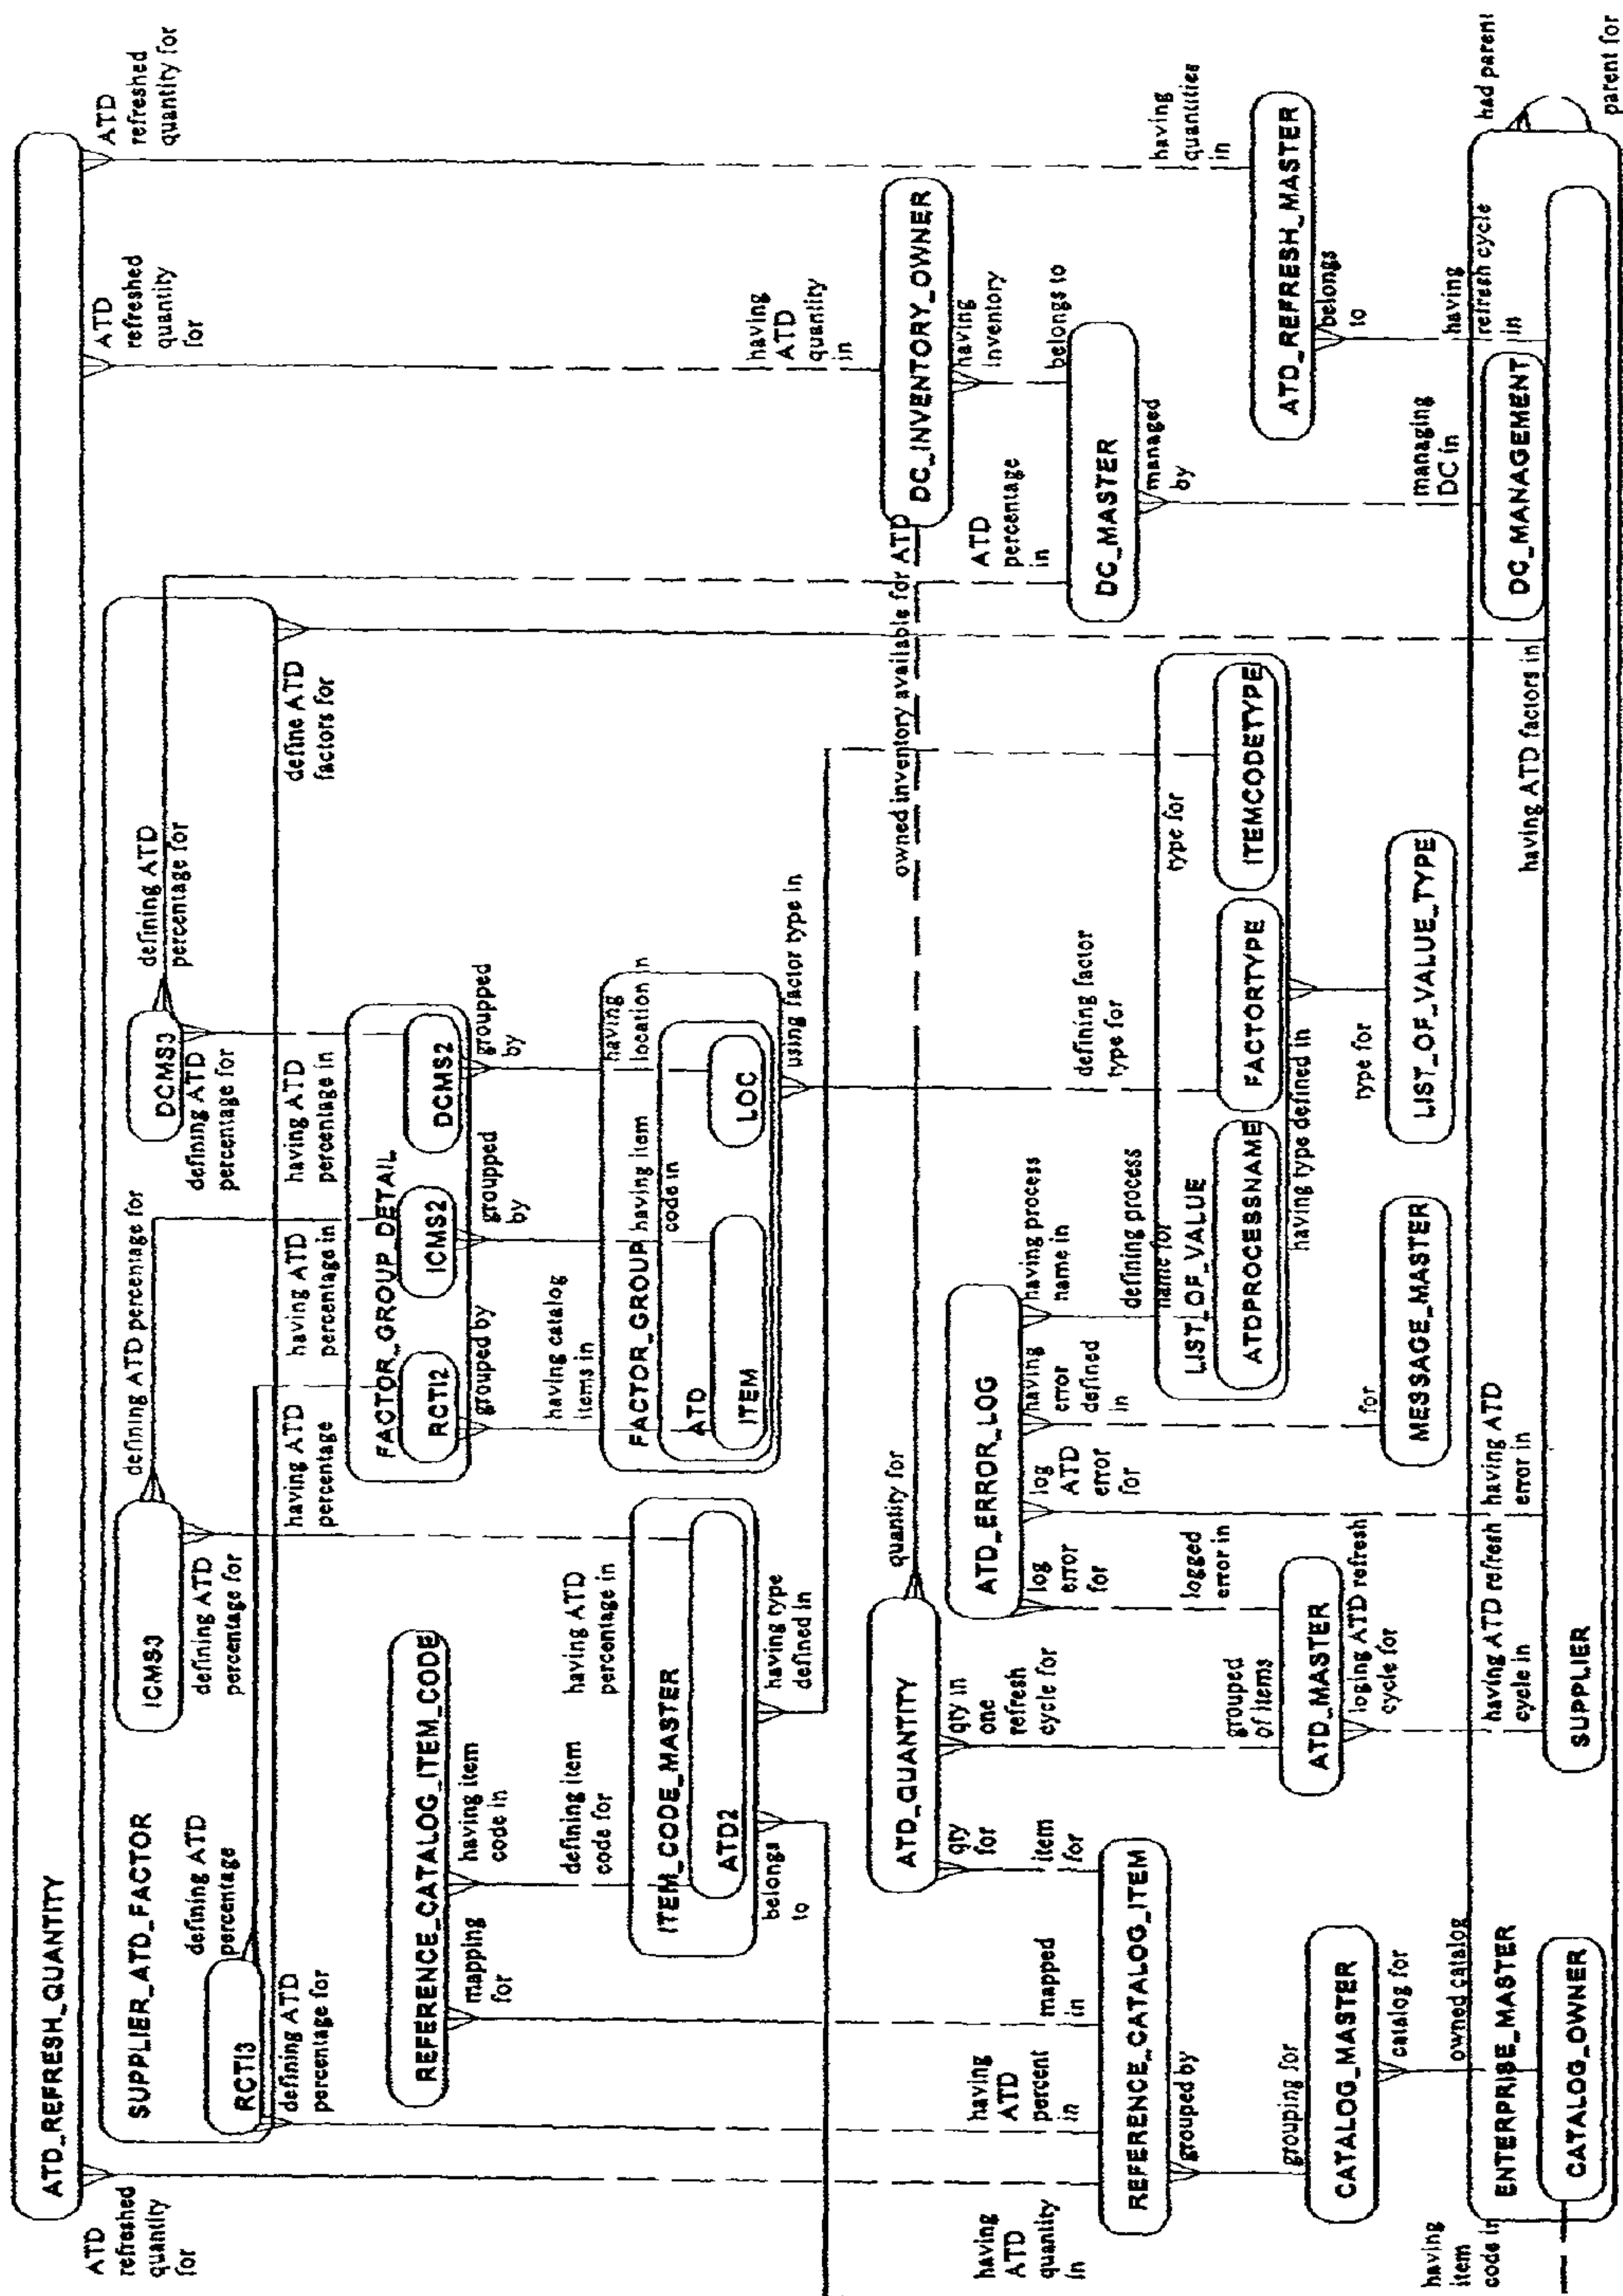 ATD_REFRESH_QUANTITY
ATD
refreshed
quantity
for
ATD
refreshed
quantity
for
ATD
refreshed
quantity for
SUPPLIER_ATD_FACTOR
RCTI3
defining ATD
percentage
defining ATD
percentage for
ICMS3
defining ATD percentage for
defining ATD
percentage for
DCMS3
defining ATD
percentage for
defining ATD
percentage for
define ATD
factors for
having ATD
percentage
having ATD
percentage in
having ATD
percentage in
REFERENCE_CATALOG_ITEM_CODE
mapping
for
having item
code in
FACTOR_GROUP_DETAIL
RCTI2
ICMS2
DCMS2
grouped by
groupped
by
groupped
by
defining item
code for
having ATD
percentage in
having catalog
items in
ITEM_CODE_MASTER
ATD2
belongs
to
having type
defined in
FACTOR_GROUP
having item
code in
having
location in
ATD
ITEM
LOC
using factor type in
having
ATD
quantity
in
ATD_QUANTITY
qty
for
qty in
one
refresh
cycle for
quantity for
owned inventory available for ATD
DC_INVENTORY_OWNER
having
inventory
belongs to
ATD
percentage
in
ATD_ERROR_LOG
log
error
for
log
ATD
error
for
having
error
defined
in
having process
name in
having
ATD
quantity
in
having
ATD
percent
in
mapped
in
item
for
REFERENCE_CATALOG_ITEM
grouped by
defining process
name for
defining factor
type for
type for
DC_MASTER
managed
by
having
quantities
in
grouped
of items
logged
error in
LIST_OF_VALUE
ATDPROCESSNAME
FACTORTYPE
ITEMCODETYPE
having type defined in
ATD_REFRESH_MASTER
belongs
to
grouping for
CATALOG_MASTER
catalog for
ATD_MASTER
loging ATD refresh
cycle for
for
MESSAGE_MASTER
type for
LIST_OF_VALUE_TYPE
managing
DC in
having
refresh cycle
in
had parent
having
item
code in
owned catalog
ENTERPRISE_MASTER
CATALOG_OWNER
having ATD refresh
cycle in
having ATD
error in
having ATD factors in
DC_MANAGEMENT
SUPPLIER
parent for